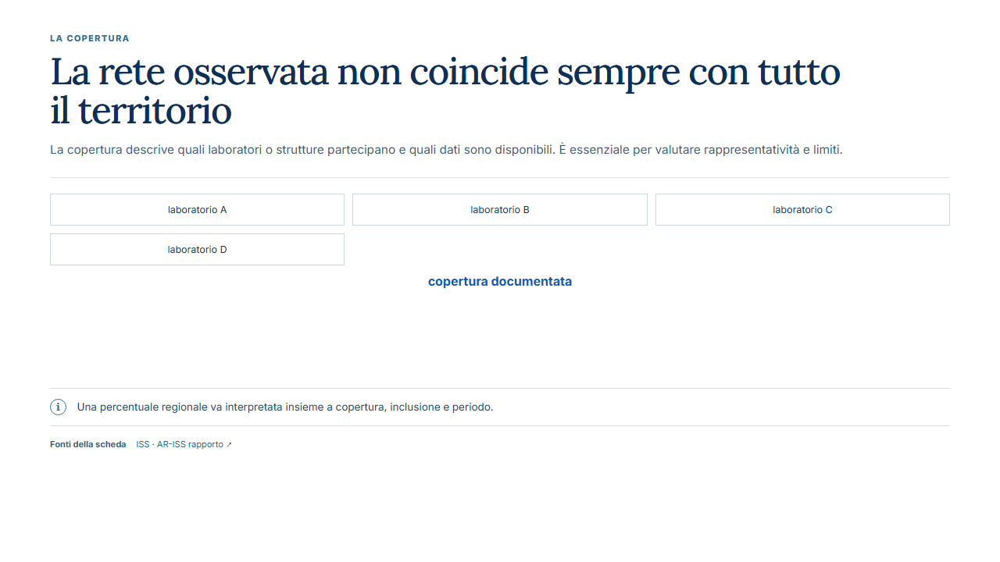 LA COPERTURA
La rete osservata non coincide sempre con tutto
il territorio
La copertura descrive quali laboratori o strutture partecipano e quali dati sono disponibili. È essenziale per valutare rappresentatività e limiti.
laboratorio A
laboratorio B
laboratorio C
laboratorio D
copertura documentata
i Una percentuale regionale va interpretata insieme a copertura, inclusione e periodo.
Fonti della scheda ISS · AR-ISS rapporto ↗